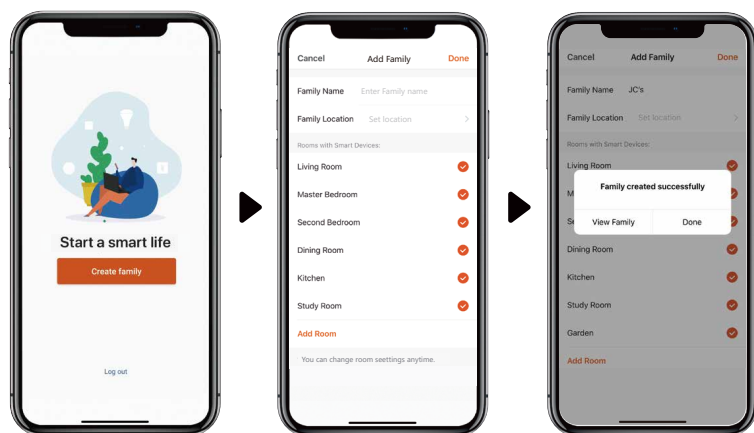 Start a smart life
Create family
Log out
Cancel Add Family Done
Family Name Enter Family name
Family Location Set location
Rooms with Smart Devices:
Living Room
Master Bedroom
Second Bedroom
Dining Room
Kitchen
Study Room
Add Room
You can change room seettings anytime.
Cancel Add Family Done
Family Name JC's
Family Location Set location
Rooms with Smart Devices:
Living Room
Family created successfully
M
Se
View Family Done
Dining Room
Kitchen
Study Room
Garden
Add Room